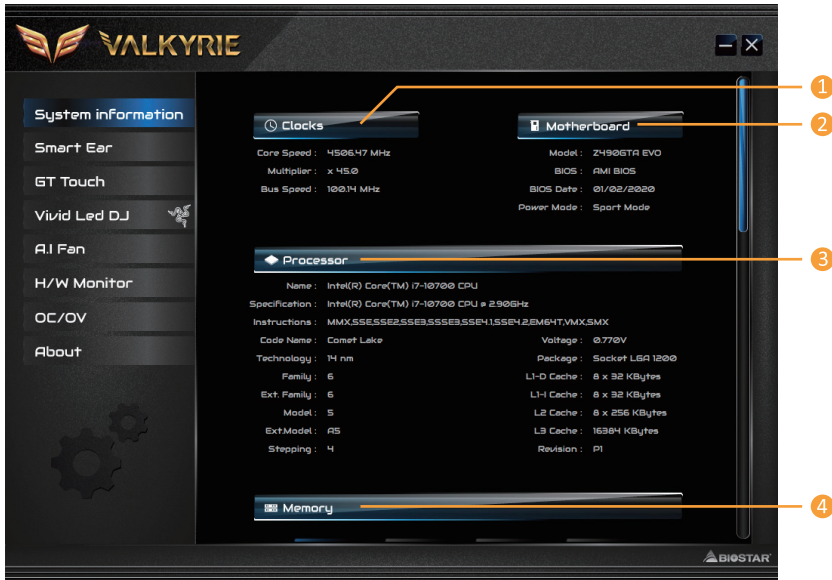 VALKYRIE
System information
Smart Ear
GT Touch
Vivid Led DJ
A.I Fan
H/W Monitor
OC/OV
About
Clocks
Core Speed : 4506.47 MHz
Multiplier : x 45.0
Bus Speed : 100.14 MHz
Motherboard
Model : Z490GTA EVO
BIOS : AMI BIOS
BIOS Date : 01/02/2020
Power Mode : Sport Mode
Processor
Name : Intel(R) Core(TM) i7-10700 CPU
Specification : Intel(R) Core(TM) i7-10700 CPU @ 2.90GHz
Instructions : MMX,SSE,SSE2,SSE3,SSSE3,SSE4.1,SSE4.2,EM64T,VMX,SMX
Code Name : Comet Lake
Technology : 14 nm
Family : 6
Ext. Family : 6
Model : 5
Ext.Model : A5
Stepping : 4
Voltage : 0.770V
Package : Socket LGA 1200
L1-D Cache : 8 x 32 KBytes
L1-I Cache : 8 x 32 KBytes
L2 Cache : 8 x 256 KBytes
L3 Cache : 16384 KBytes
Revision : P1
Memory
BIOSTAR
1
2
3
4